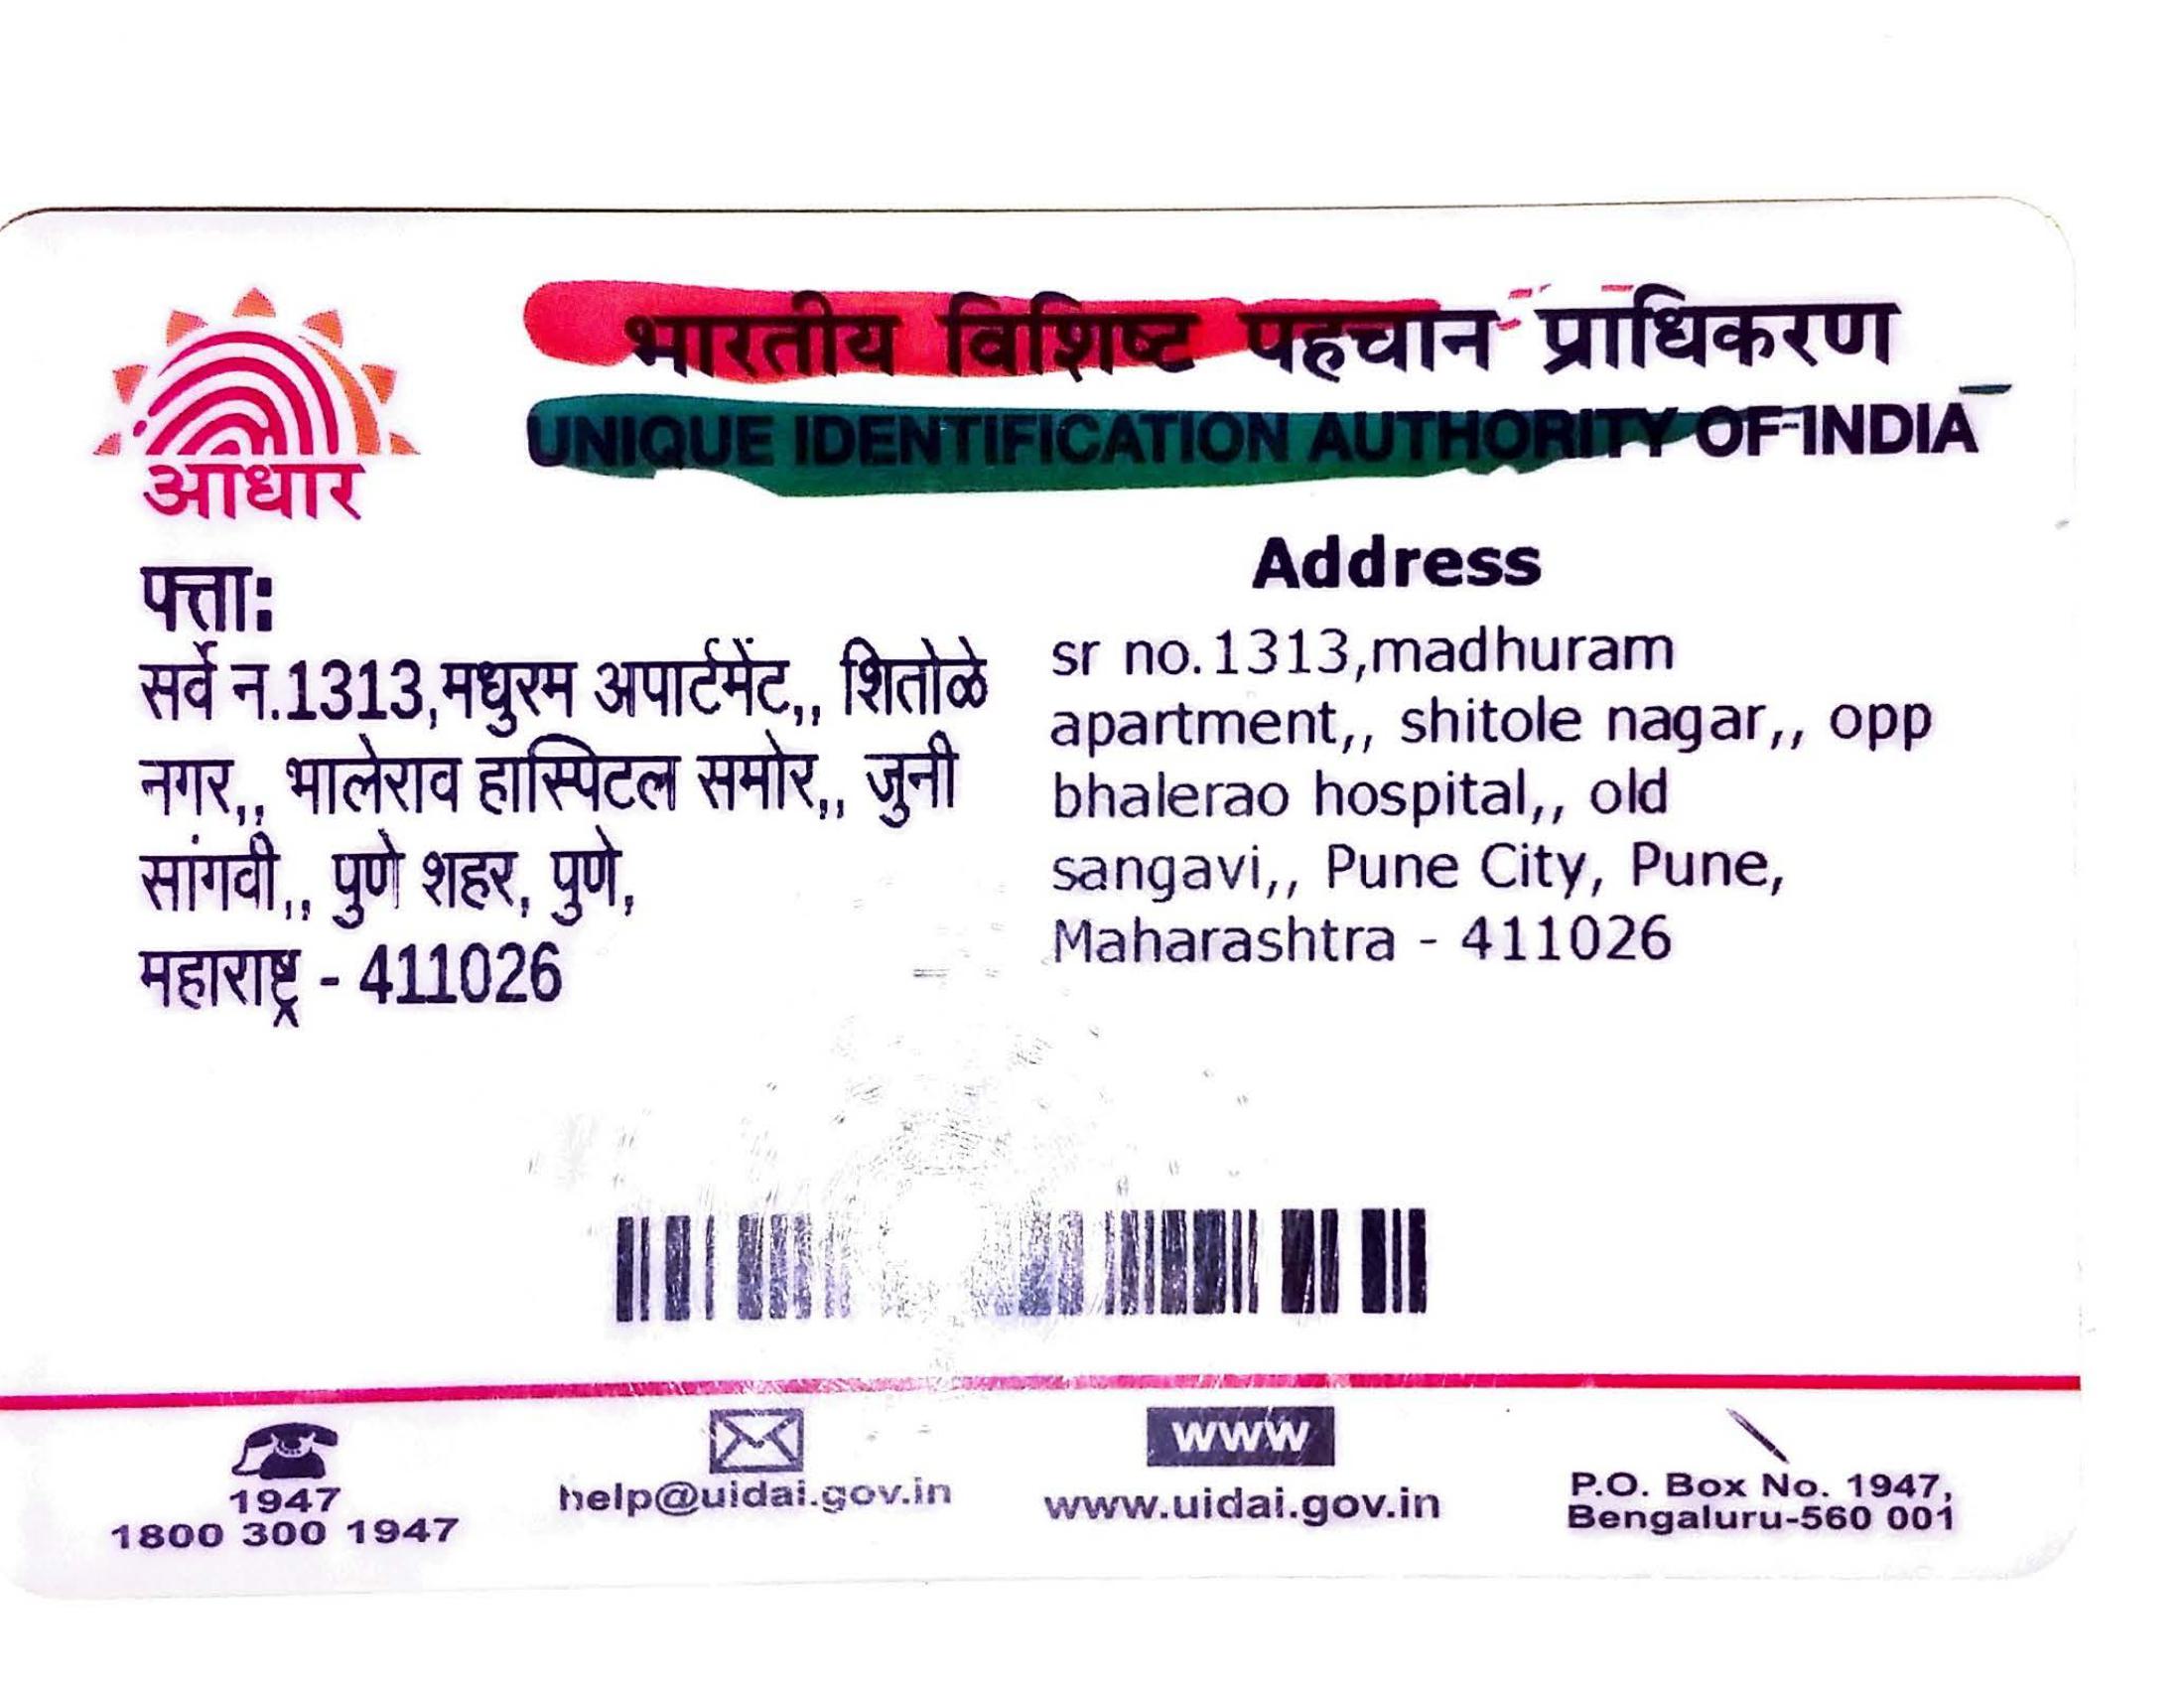 भारतीय विशिष्ट पहचान प्राधिकरण
UNIQUE IDENTIFICATION AUTHORITY OF INDIA
आधार
पत्ता:
सर्वे न.1313,मधुरम अपार्टमेंट,, शितोळे
नगर,, भालेराव हास्पिटल समोर,, जुनी
सांगवी,, पुणे शहर, पुणे,
महाराष्ट्र - 411026
Address
sr no.1313,madhuram
apartment,, shitole nagar,, opp
bhalerao hospital,, old
sangavi,, Pune City, Pune,
Maharashtra - 411026
1947
1800 300 1947
help@uidai.gov.in
www
www.uidai.gov.in
P.O. Box No. 1947,
Bengaluru-560 001